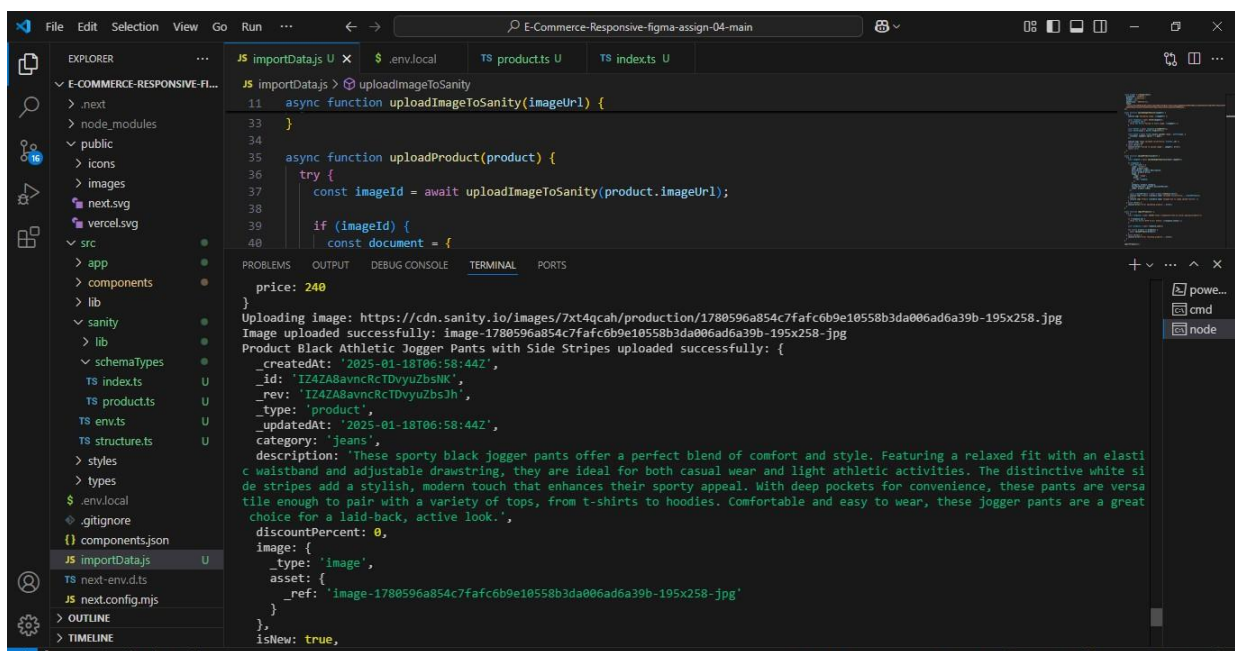 File Edit Selection View Go Run ··· E-Commerce-Responsive-figma-assign-04-main
EXPLORER ···
E-COMMERCE-RESPONSIVE-FI...
.next
node_modules
public
icons
images
next.svg
vercel.svg
src
app
components
lib
sanity
lib
schemaTypes
TS index.ts U
TS product.ts U
TS env.ts U
TS structure.ts U
styles
types
$ .env.local
.gitignore
{} components.json
JS importData.js U
TS next-env.d.ts
JS next.config.mjs
OUTLINE
TIMELINE
16
JS importData.js U $ .env.local TS product.ts U TS index.ts U
JS importData.js > uploadImageToSanity
11 async function uploadImageToSanity(imageUrl) {
33 }
34
35 async function uploadProduct(product) {
36 try {
37 const imageId = await uploadImageToSanity(product.imageUrl);
38
39 if (imageId) {
40 const document = {
PROBLEMS OUTPUT DEBUG CONSOLE TERMINAL PORTS
price: 240
}
Uploading image: https://cdn.sanity.io/images/7xt4qcah/production/1780596a854c7fafc6b9e10558b3da006ad6a39b-195x258.jpg
Image uploaded successfully: image-1780596a854c7fafc6b9e10558b3da006ad6a39b-195x258-jpg
Product Black Athletic Jogger Pants with Side Stripes uploaded successfully: {
_createdAt: '2025-01-18T06:58:44Z',
_id: 'IZ4ZA8avncRcTDvyuZbsNK',
_rev: 'IZ4ZA8avncRcTDvyuZbsJh',
_type: 'product',
_updatedAt: '2025-01-18T06:58:44Z',
category: 'jeans',
description: 'These sporty black jogger pants offer a perfect blend of comfort and style. Featuring a relaxed fit with an elasti
c waistband and adjustable drawstring, they are ideal for both casual wear and light athletic activities. The distinctive white si
de stripes add a stylish, modern touch that enhances their sporty appeal. With deep pockets for convenience, these pants are versa
tile enough to pair with a variety of tops, from t-shirts to hoodies. Comfortable and easy to wear, these jogger pants are a great
choice for a laid-back, active look.',
discountPercent: 0,
image: {
_type: 'image',
asset: {
_ref: 'image-1780596a854c7fafc6b9e10558b3da006ad6a39b-195x258-jpg'
}
},
isNew: true,
powe...
cmd
node